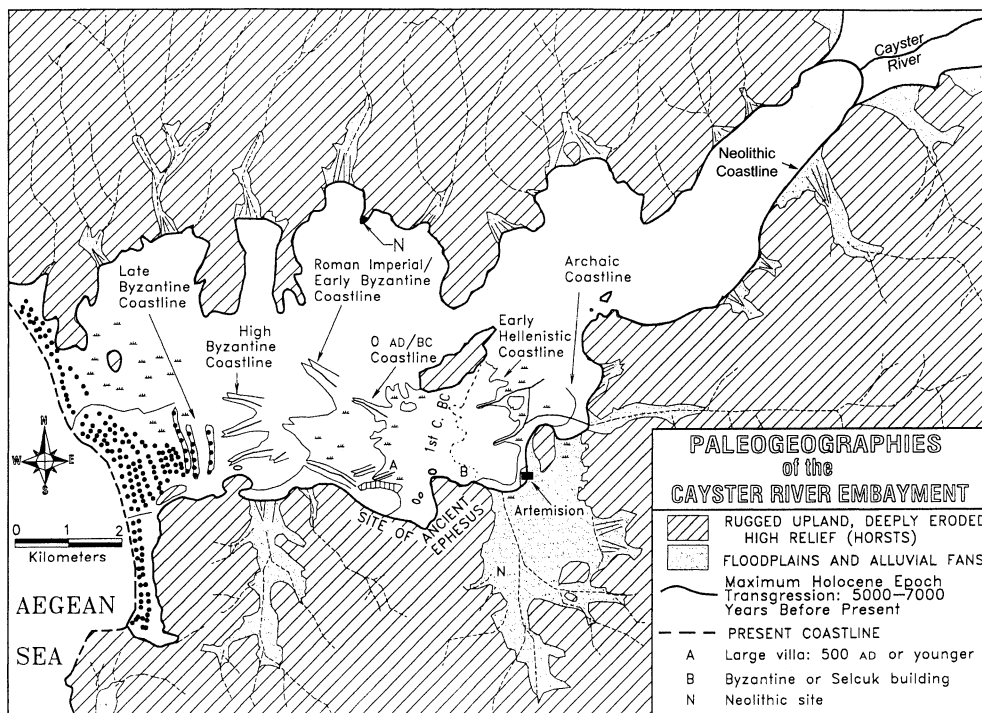 Cayster
River
Neolithic
Coastline
N
Late
Byzantine
Coastline
Roman Imperial/
Early Byzantine
Coastline
Archaic
Coastline
High
Byzantine
Coastline
0 AD/BC
Coastline
Early
Hellenistic
Coastline
1st C. BC
A
B
SITE OF ANCIENT
EPHESUS
Artemision
N
N
W E
S
0 1 2
Kilometers
AEGEAN
SEA
PALEOGEOGRAPHIES
of the
CAYSTER RIVER EMBAYMENT
RUGGED UPLAND, DEEPLY ERODED
HIGH RELIEF (HORSTS)
FLOODPLAINS AND ALLUVIAL FANS
Maximum Holocene Epoch
Transgression: 5000–7000
Years Before Present
PRESENT COASTLINE
A Large villa: 500 AD or younger
B Byzantine or Selcuk building
N Neolithic site